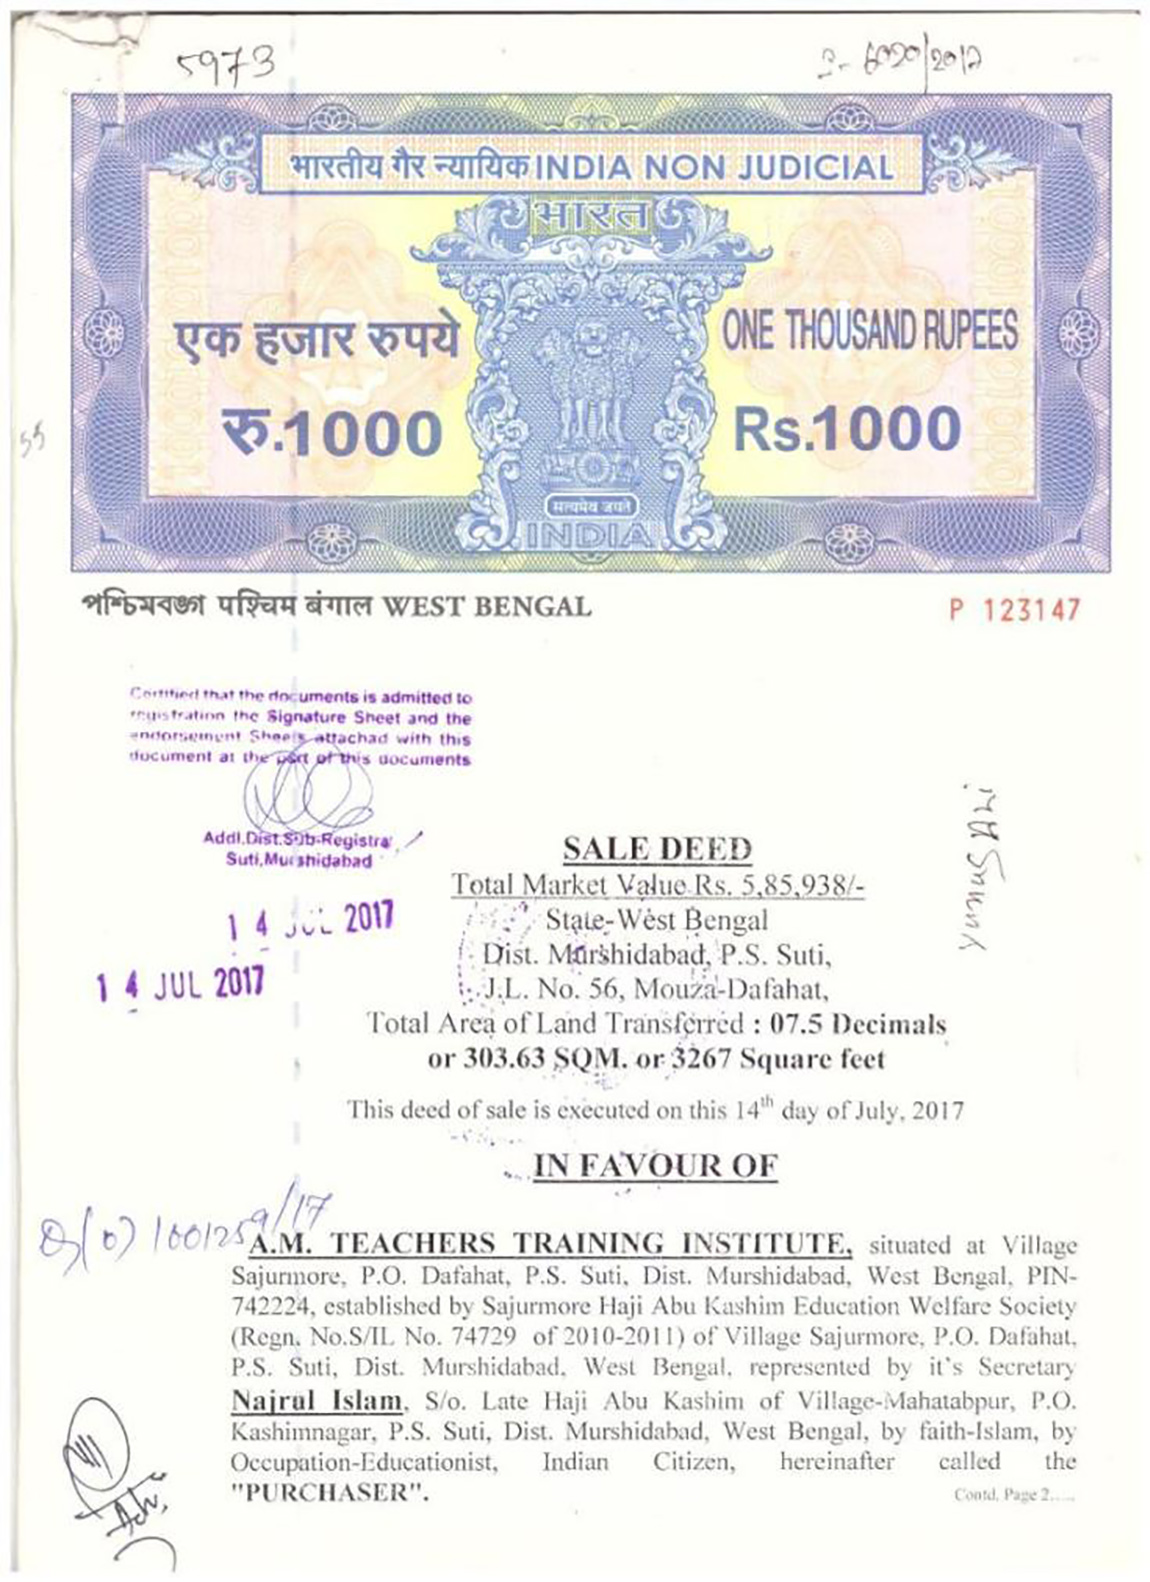 5973
भारतीय गैर न्यायिक INDIA NON JUDICIAL
भारत
एक हजार रुपये
ONE THOUSAND RUPEES
रु.1000
Rs.1000
सत्यमेव जयते
INDIA
পশ্চিমবঙ্গ पश्चिम बंगाल WEST BENGAL
P 123147
Certified that the documents is admitted to
registration the Signature Sheet and the
endorsement Sheets attachad with this
document at the part of this documents
Addl.Dist.Sub-Registrar
Suti,Murshidabad
14 JUL 2017
14 JUL 2017
SALE DEED
Total Market Value Rs. 5,85,938/-
State-West Bengal
Dist. Murshidabad, P.S. Suti,
J.L. No. 56, Mouza-Dafahat,
Total Area of Land Transferred : 07.5 Decimals
or 303.63 SQM. or 3267 Square feet
This deed of sale is executed on this 14th day of July, 2017
IN FAVOUR OF
1001259/17
A.M. TEACHERS TRAINING INSTITUTE, situated at Village
Sajurmore, P.O. Dafahat, P.S. Suti, Dist. Murshidabad, West Bengal, PIN-
742224, established by Sajurmore Haji Abu Kashim Education Welfare Society
(Regn. No.S/IL No. 74729 of 2010-2011) of Village Sajurmore, P.O. Dafahat,
P.S. Suti, Dist. Murshidabad, West Bengal, represented by it's Secretary
Najrul Islam, S/o. Late Haji Abu Kashim of Village-Mahatabpur, P.O.
Kashimnagar, P.S. Suti, Dist. Murshidabad, West Bengal, by faith-Islam, by
Occupation-Educationist, Indian Citizen, hereinafter called the
"PURCHASER".
Contd. Page 2.....